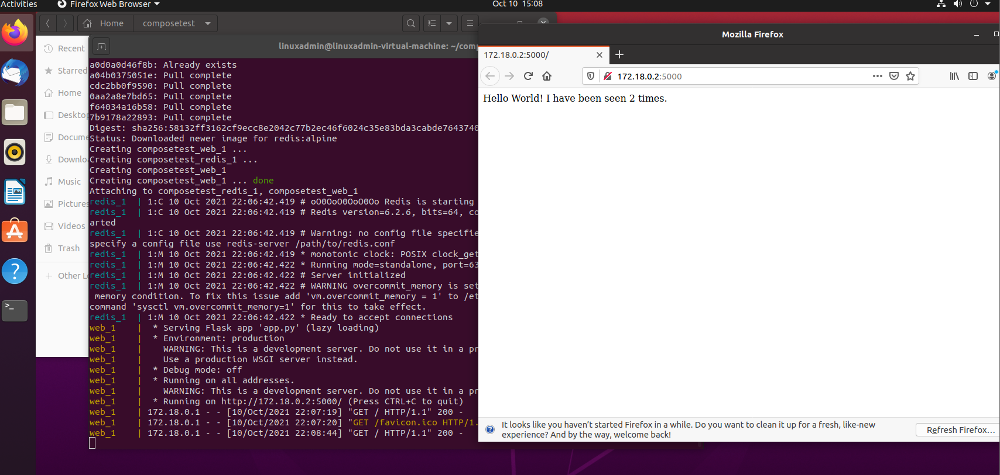 Activities
Firefox Web Browser
Oct 10 15:08
Home
composetest
Recent
Starred
Home
Desktop
Docume
Downlo
Music
Pictures
Videos
Trash
Other Lo
linuxadmin@linuxadmin-virtual-machine: ~/comp
a0d0a0d46f8b: Already exists
a04b0375051e: Pull complete
cdc2bb0f9590: Pull complete
0aa2a8e7bd65: Pull complete
f64034a16b58: Pull complete
7b9178a22893: Pull complete
Digest: sha256:58132ff3162cf9ecc8e2042c77b2ec46f6024c35e83bda3cabde7643740
Status: Downloaded newer image for redis:alpine
Creating composetest_web_1 ...
Creating composetest_redis_1 ...
Creating composetest_web_1
Creating composetest_web_1 ... done
Attaching to composetest_redis_1, composetest_web_1
redis_1 | 1:C 10 Oct 2021 22:06:42.419 # oO0OoO0OoO0Oo Redis is starting
redis_1 | 1:C 10 Oct 2021 22:06:42.419 # Redis version=6.2.6, bits=64, co
arted
redis_1 | 1:C 10 Oct 2021 22:06:42.419 # Warning: no config file specifie
specify a config file use redis-server /path/to/redis.conf
redis_1 | 1:M 10 Oct 2021 22:06:42.419 * monotonic clock: POSIX clock_get
redis_1 | 1:M 10 Oct 2021 22:06:42.422 * Running mode=standalone, port=63
redis_1 | 1:M 10 Oct 2021 22:06:42.422 # Server initialized
redis_1 | 1:M 10 Oct 2021 22:06:42.422 # WARNING overcommit_memory is set
memory condition. To fix this issue add 'vm.overcommit_memory = 1' to /et
command 'sysctl vm.overcommit_memory=1' for this to take effect.
redis_1 | 1:M 10 Oct 2021 22:06:42.422 * Ready to accept connections
web_1 | * Serving Flask app 'app.py' (lazy loading)
web_1 | * Environment: production
web_1 | WARNING: This is a development server. Do not use it in a pr
web_1 | Use a production WSGI server instead.
web_1 | * Debug mode: off
web_1 | * Running on all addresses.
web_1 | WARNING: This is a development server. Do not use it in a pr
web_1 | * Running on http://172.18.0.2:5000/ (Press CTRL+C to quit)
web_1 | 172.18.0.1 - - [10/Oct/2021 22:07:19] "GET / HTTP/1.1" 200 -
web_1 | 172.18.0.1 - - [10/Oct/2021 22:07:20] "GET /favicon.ico HTTP/1.
web_1 | 172.18.0.1 - - [10/Oct/2021 22:08:44] "GET / HTTP/1.1" 200 -
Mozilla Firefox
172.18.0.2:5000/
172.18.0.2:5000
Hello World! I have been seen 2 times.
It looks like you haven't started Firefox in a while. Do you want to clean it up for a fresh, like-new
experience? And by the way, welcome back!
Refresh Firefox...